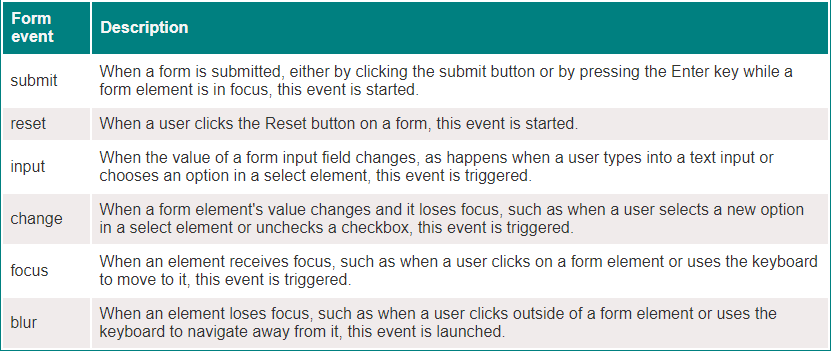 Form
event
Description
submit
When a form is submitted, either by clicking the submit button or by pressing the Enter key while a
form element is in focus, this event is started.
reset
When a user clicks the Reset button on a form, this event is started.
input
When the value of a form input field changes, as happens when a user types into a text input or
chooses an option in a select element, this event is triggered.
change
When a form element's value changes and it loses focus, such as when a user selects a new option
in a select element or unchecks a checkbox, this event is triggered.
focus
When an element receives focus, such as when a user clicks on a form element or uses the keyboard
to move to it, this event is triggered.
blur
When an element loses focus, such as when a user clicks outside of a form element or uses the
keyboard to navigate away from it, this event is launched.